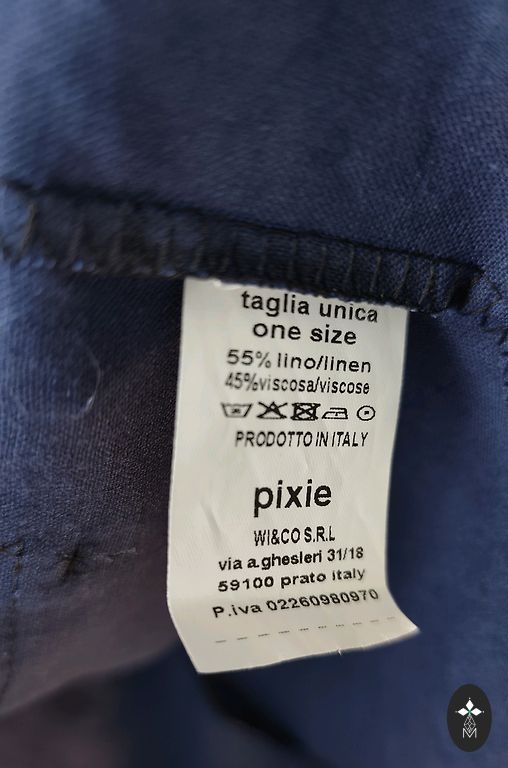 taglia unica
one size
55% lino/linen
45%viscosa/viscose
PRODOTTO IN ITALY
pixie
WI&CO S.R.L
via a.ghesleri 31/18
59100 prato italy
P.iva 02260980970
M